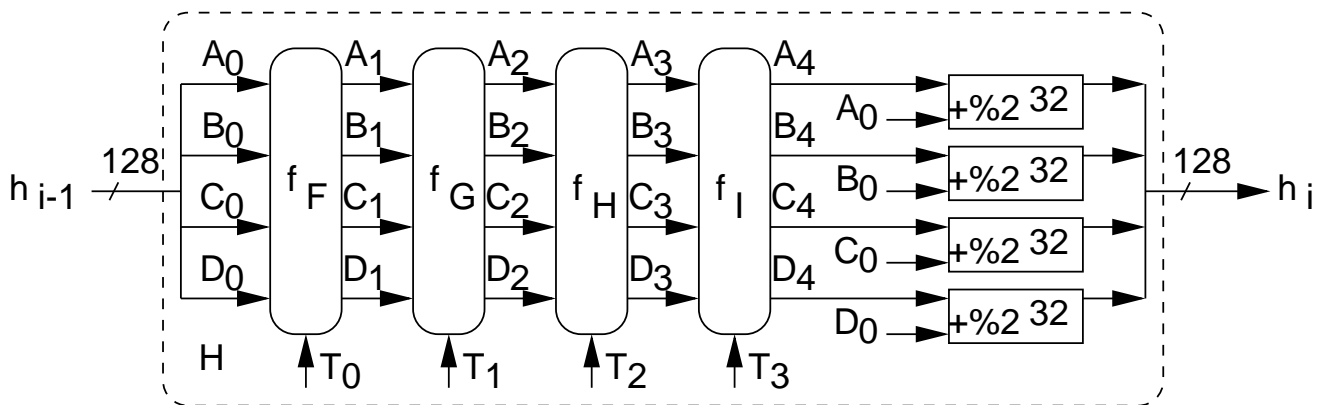 A0 A1 A2 A3 A4
+%2 32
A0
B0 B1 B2 B3 B4
128 +%2 32 128
h i-1 B0 h i
f F f G f H f I
C0 C1 C2 C3 C4
+%2 32
C0
D0 D1 D2 D3 D4
+%2 32
D0
H T0 T1 T2 T3